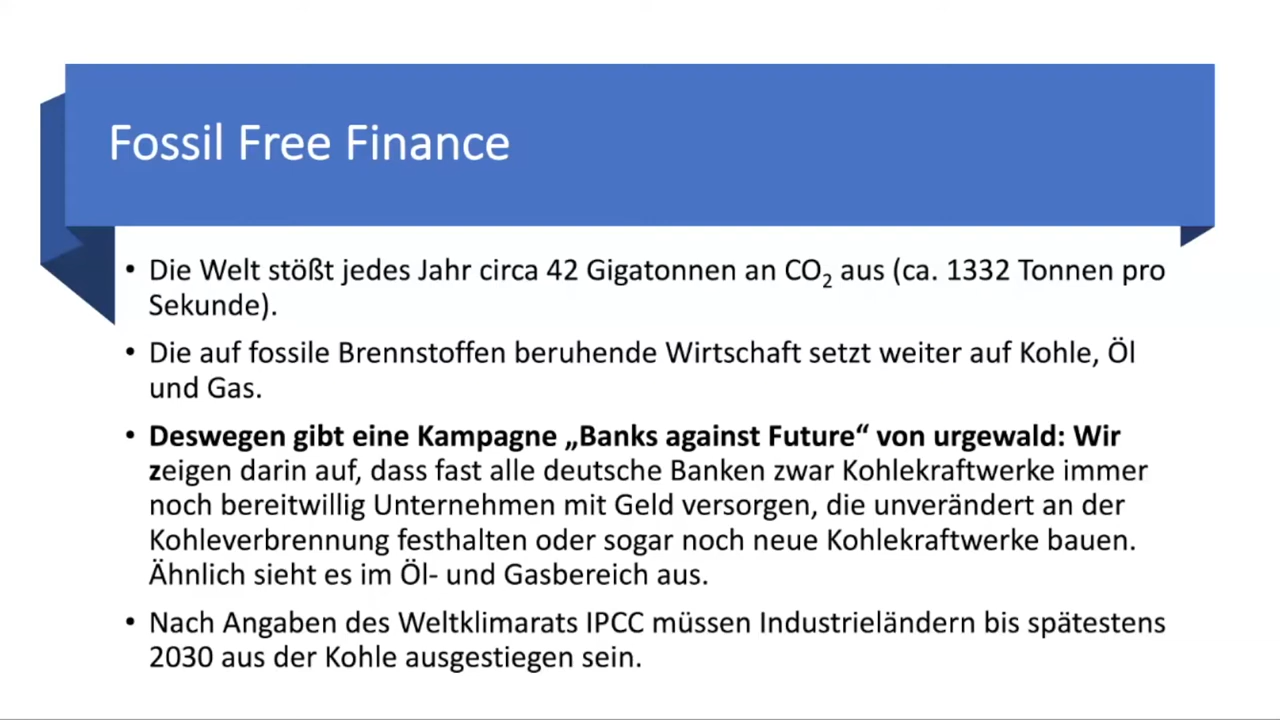 Fossil Free Finance
• Die Welt stößt jedes Jahr circa 42 Gigatonnen an CO₂ aus (ca. 1332 Tonnen pro
Sekunde).
• Die auf fossile Brennstoffen beruhende Wirtschaft setzt weiter auf Kohle, Öl
und Gas.
• Deswegen gibt eine Kampagne „Banks against Future“ von urgewald: Wir
zeigen darin auf, dass fast alle deutsche Banken zwar Kohlekraftwerke immer
noch bereitwillig Unternehmen mit Geld versorgen, die unverändert an der
Kohleverbrennung festhalten oder sogar noch neue Kohlekraftwerke bauen.
Ähnlich sieht es im Öl- und Gasbereich aus.
• Nach Angaben des Weltklimarats IPCC müssen Industrieländern bis spätestens
2030 aus der Kohle ausgestiegen sein.